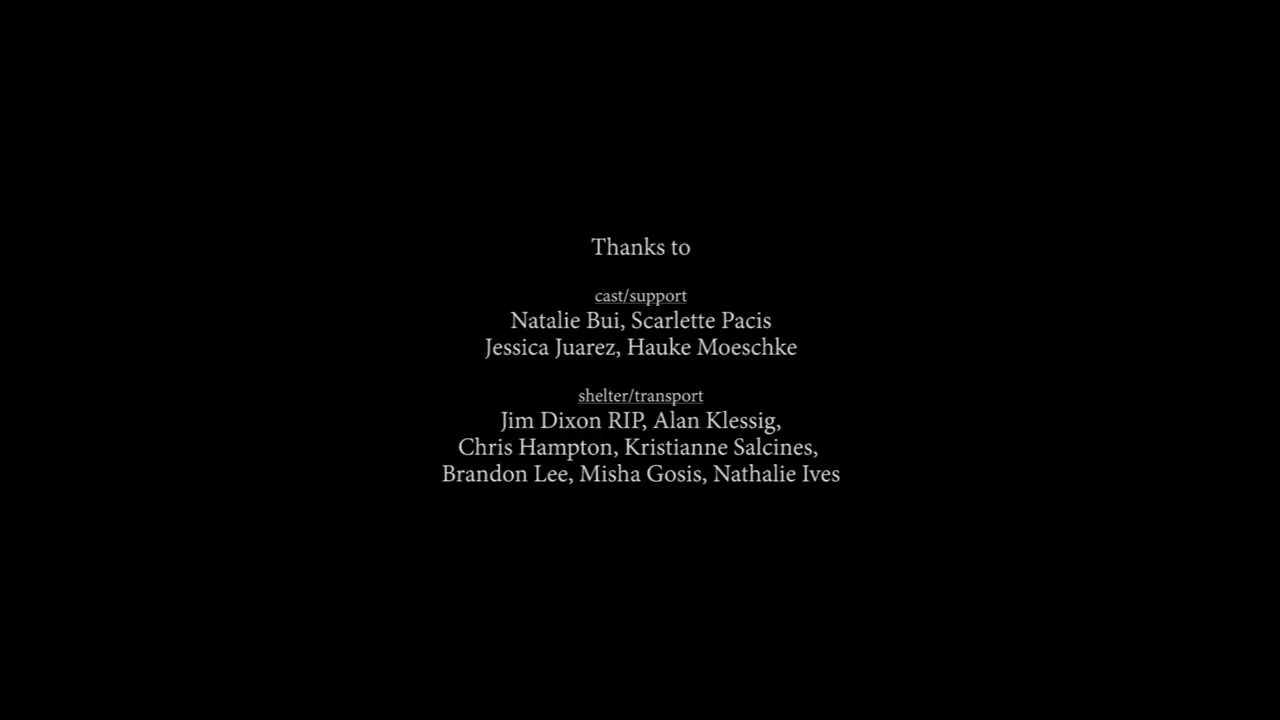 Thanks to
cast/support
Natalie Bui, Scarlette Pacis
Jessica Juarez, Hauke Moeschke
shelter/transport
Jim Dixon RIP, Alan Klessig,
Chris Hampton, Kristianne Salcines,
Brandon Lee, Misha Gosis, Nathalie Ives